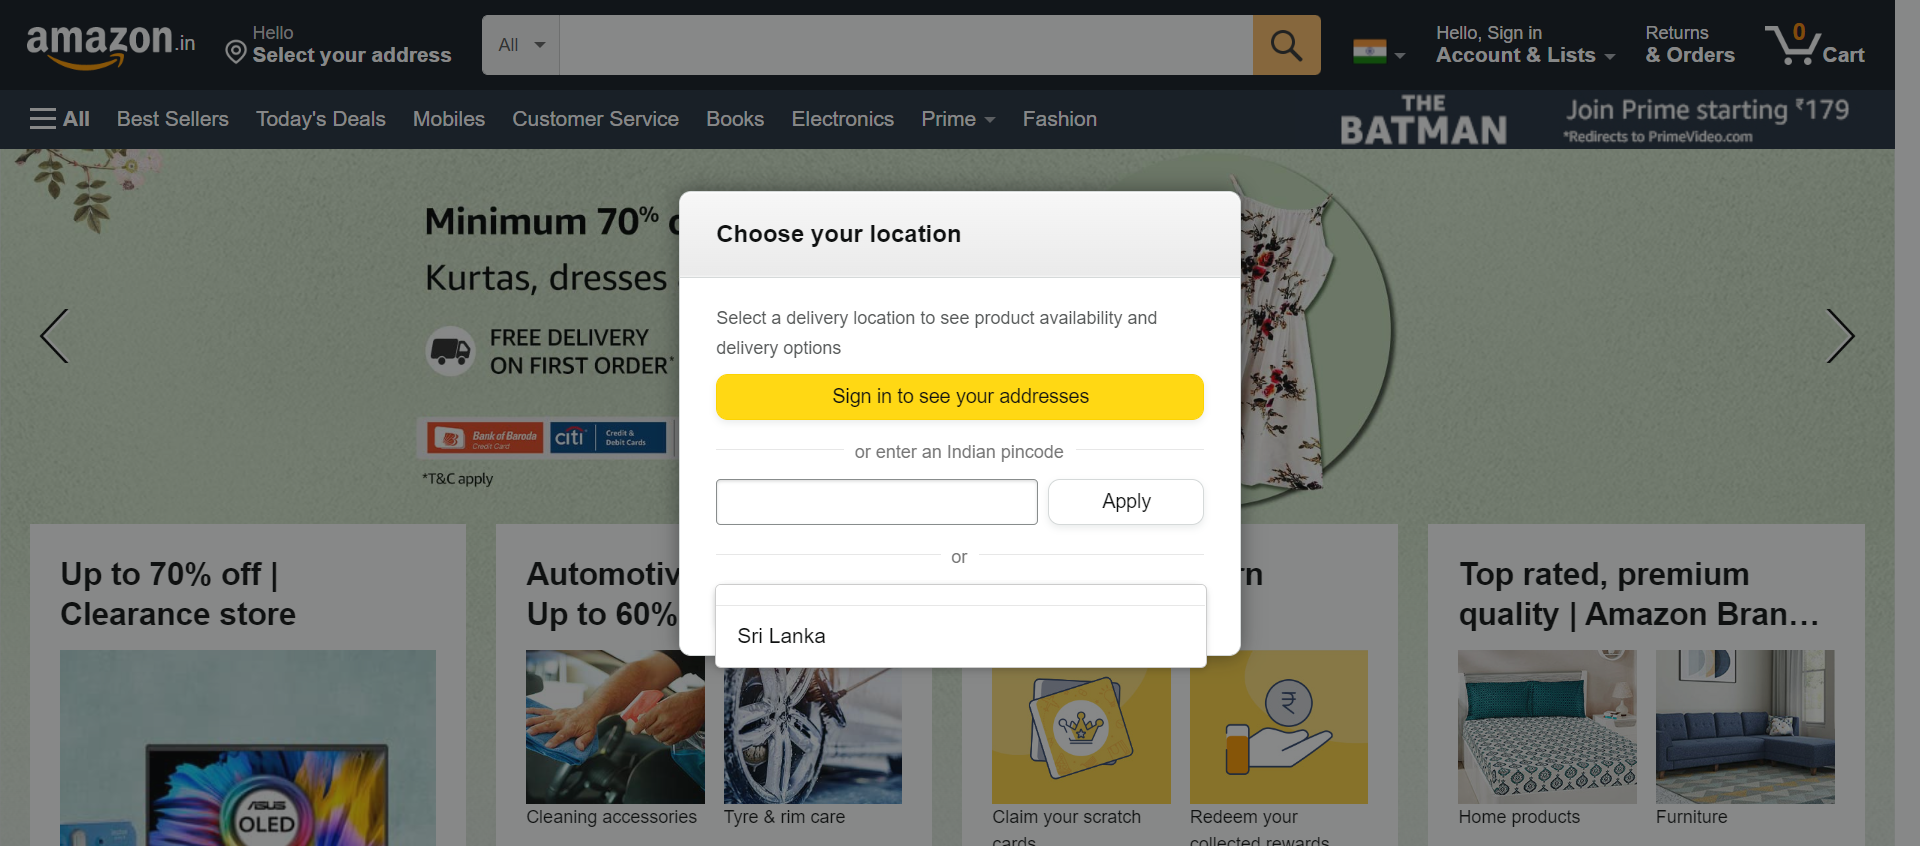 amazon.in
Hello
Select your address
All
Hello, Sign in
Account & Lists
Returns
& Orders
0
Cart
All
Best Sellers
Today's Deals
Mobiles
Customer Service
Books
Electronics
Prime
Fashion
THE
BATMAN
Join Prime starting ₹179
*Redirects to PrimeVideo.com
Minimum 70%
Kurtas, dresses
FREE DELIVERY
ON FIRST ORDER*
Bank of Baroda
Credit Card
citi
Credit &
Debit Cards
*T&C apply
Choose your location
Select a delivery location to see product availability and
delivery options
Sign in to see your addresses
or enter an Indian pincode
Apply
or
Sri Lanka
Up to 70% off |
Clearance store
ASUS
OLED
Automotiv
Up to 60%
Cleaning accessories
Tyre & rim care
rn
₹
Claim your scratch
cards
Redeem your
collected rewards
Top rated, premium
quality | Amazon Bran…
Home products
Furniture